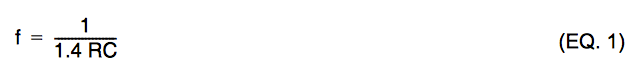 f = 1 / 1.4 RC (EQ. 1)